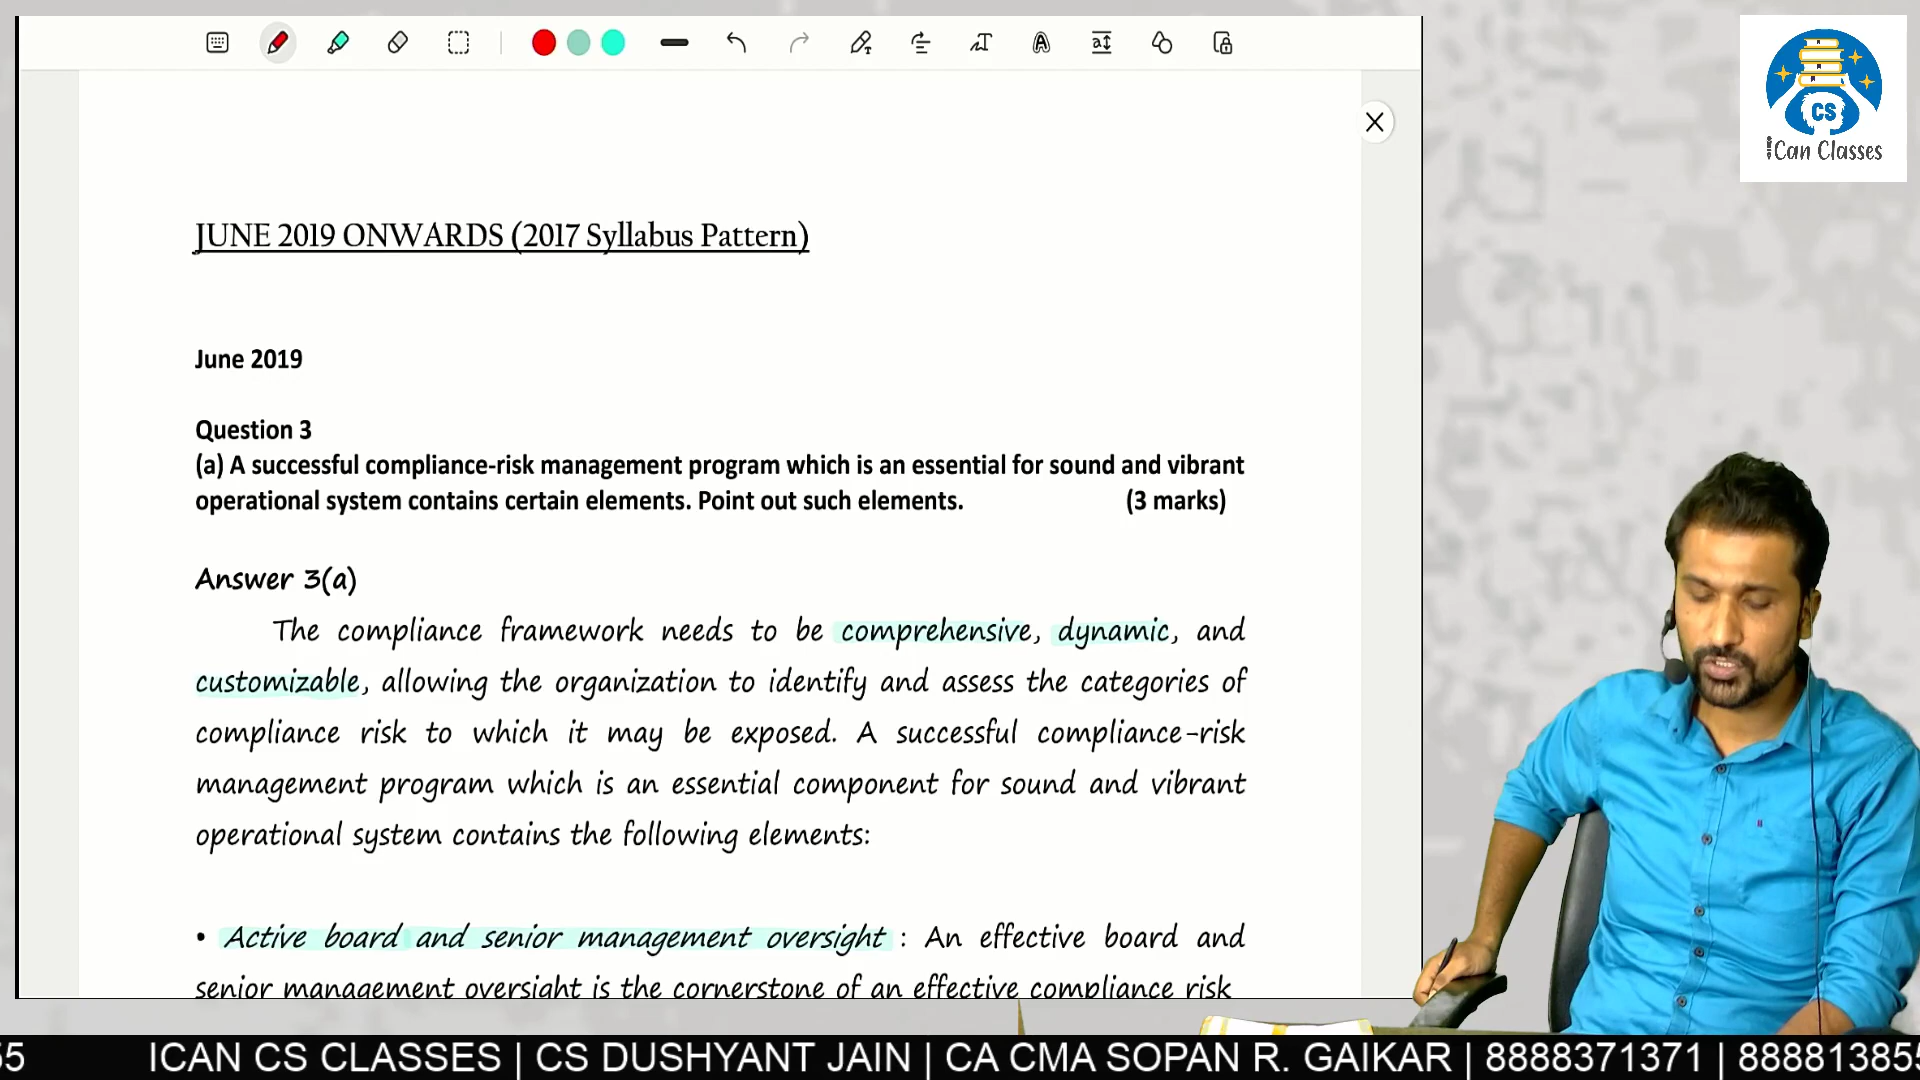 CS
iCan Classes
JUNE 2019 ONWARDS (2017 Syllabus Pattern)
June 2019
Question 3
(a) A successful compliance-risk management program which is an essential for sound and vibrant
operational system contains certain elements. Point out such elements. (3 marks)
Answer 3(a)
The compliance framework needs to be comprehensive, dynamic, and
customizable, allowing the organization to identify and assess the categories of
compliance risk to which it may be exposed. A successful compliance-risk
management program which is an essential component for sound and vibrant
operational system contains the following elements:
• Active board and senior management oversight : An effective board and
senior management oversight is the cornerstone of an effective compliance risk
55 ICAN CS CLASSES | CS DUSHYANT JAIN | CA CMA SOPAN R. GAIKAR | 8888371371 | 888813855